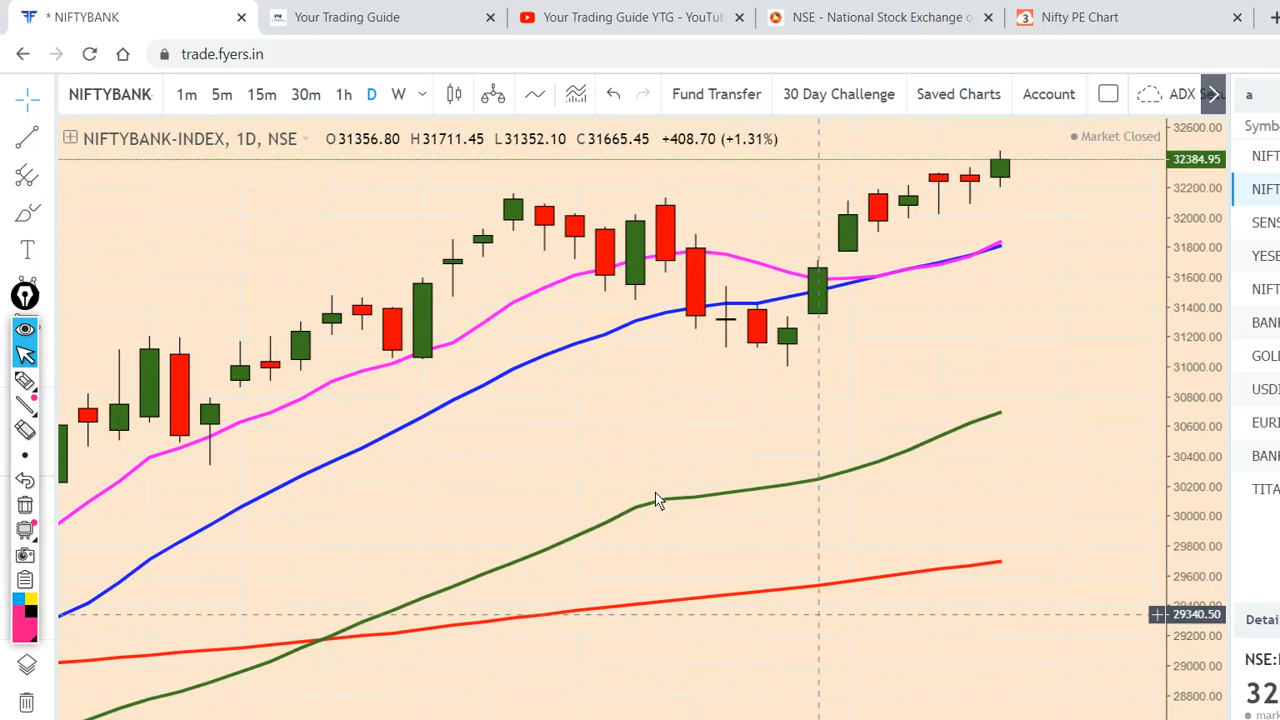 * NIFTYBANK
Your Trading Guide
Your Trading Guide YTG - YouTu
NSE - National Stock Exchange o
Nifty PE Chart
trade.fyers.in
NIFTYBANK 1m 5m 15m 30m 1h D W Fund Transfer 30 Day Challenge Saved Charts Account ADX a
NIFTYBANK-INDEX, 1D, NSE O31356.80 H31711.45 L31352.10 C31665.45 +408.70 (+1.31%)
Market Closed
32600.00
32384.95
32200.00
32000.00
31800.00
31600.00
31400.00
31200.00
31000.00
30800.00
30600.00
30400.00
30200.00
30000.00
29800.00
29600.00
29340.50
29200.00
29000.00
28800.00
Symb
NIFT
NIFT
SENS
YESE
NIFT
BANK
GOLI
USDI
EURI
BANK
TITA
Detai
NSE:
32
mark
T